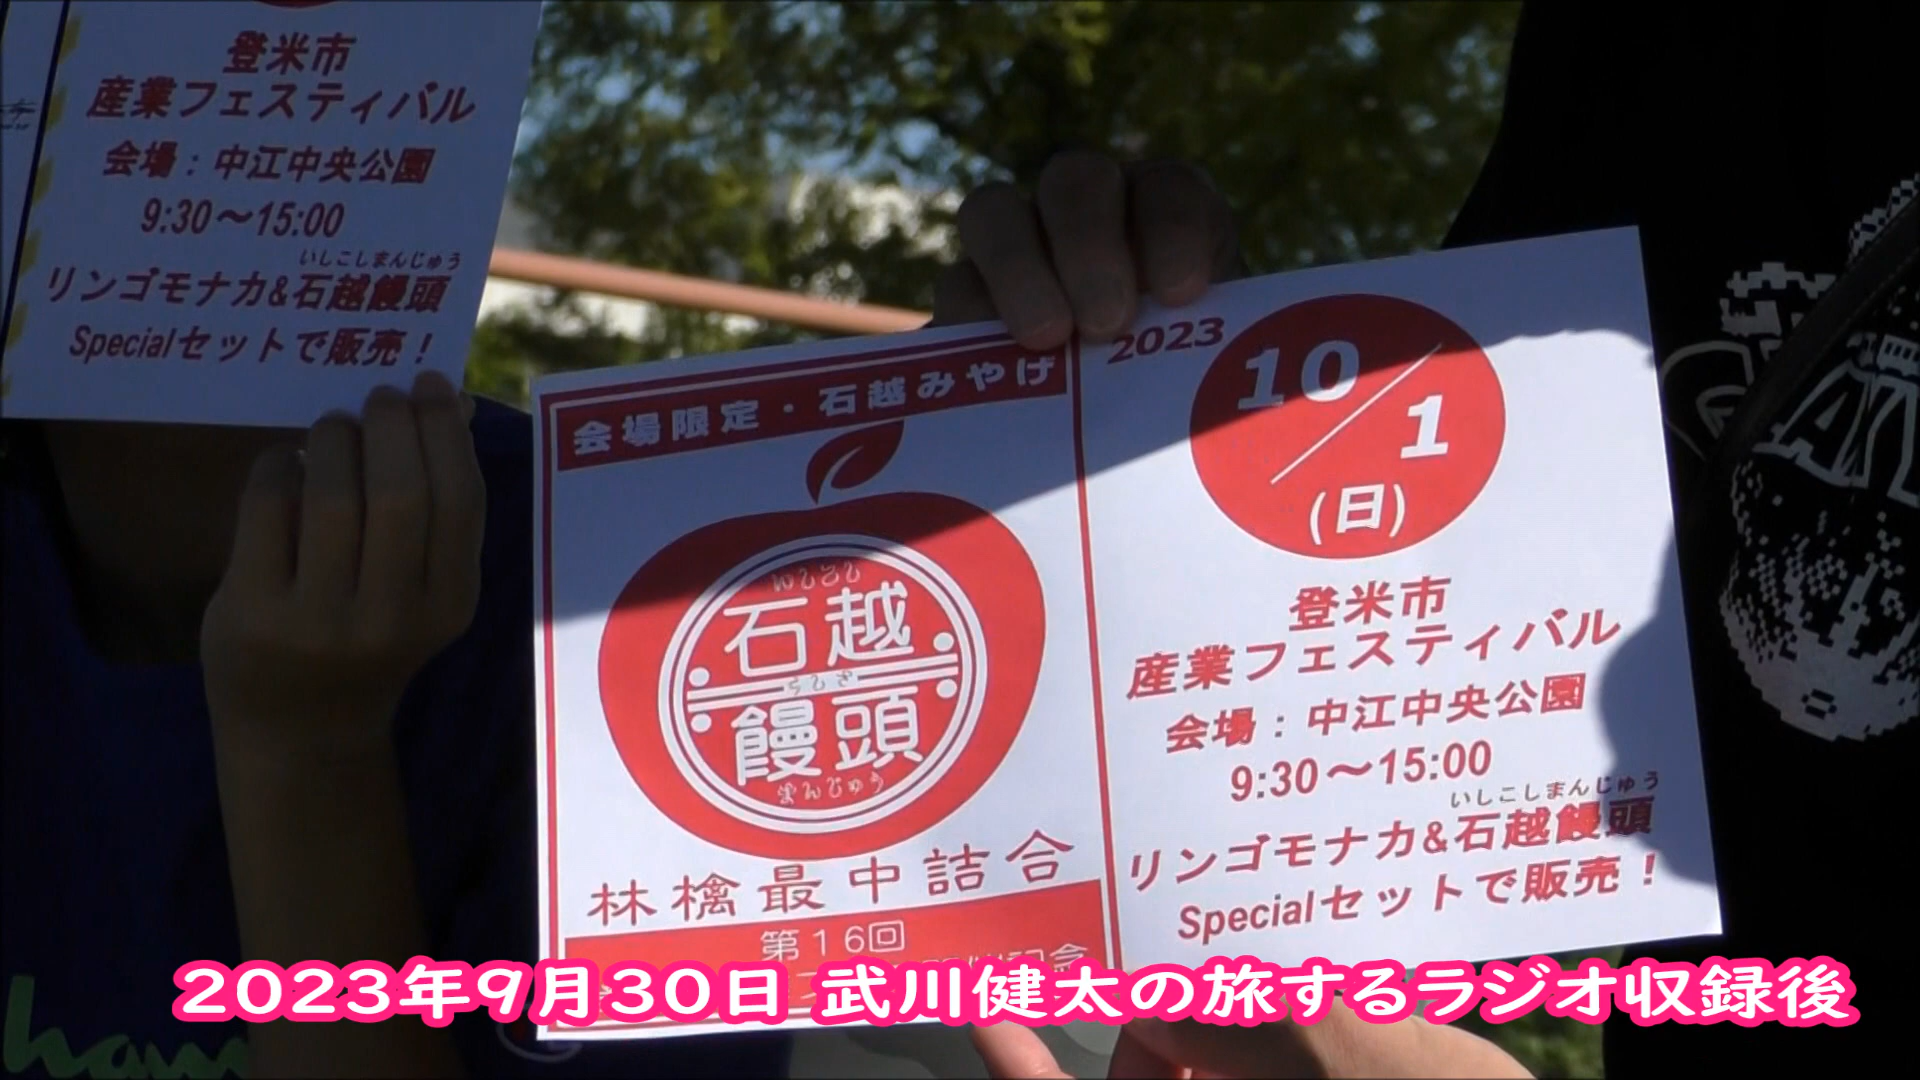 登米市
産業フェスティバル
会場：中江中央公園
9:30～15:00
いしこしまんじゅう
リンゴモナカ&石越饅頭
Specialセットで販売！
会場限定・石越みやげ
いしこし
石越
饅頭
まんじゅう
林檎最中詰合
第16回
2023
10/1
(日)
登米市
産業フェスティバル
会場：中江中央公園
9:30～15:00
いしこしまんじゅう
リンゴモナカ&石越饅頭
Specialセットで販売！
2023年9月30日 武川健太の旅するラジオ収録後